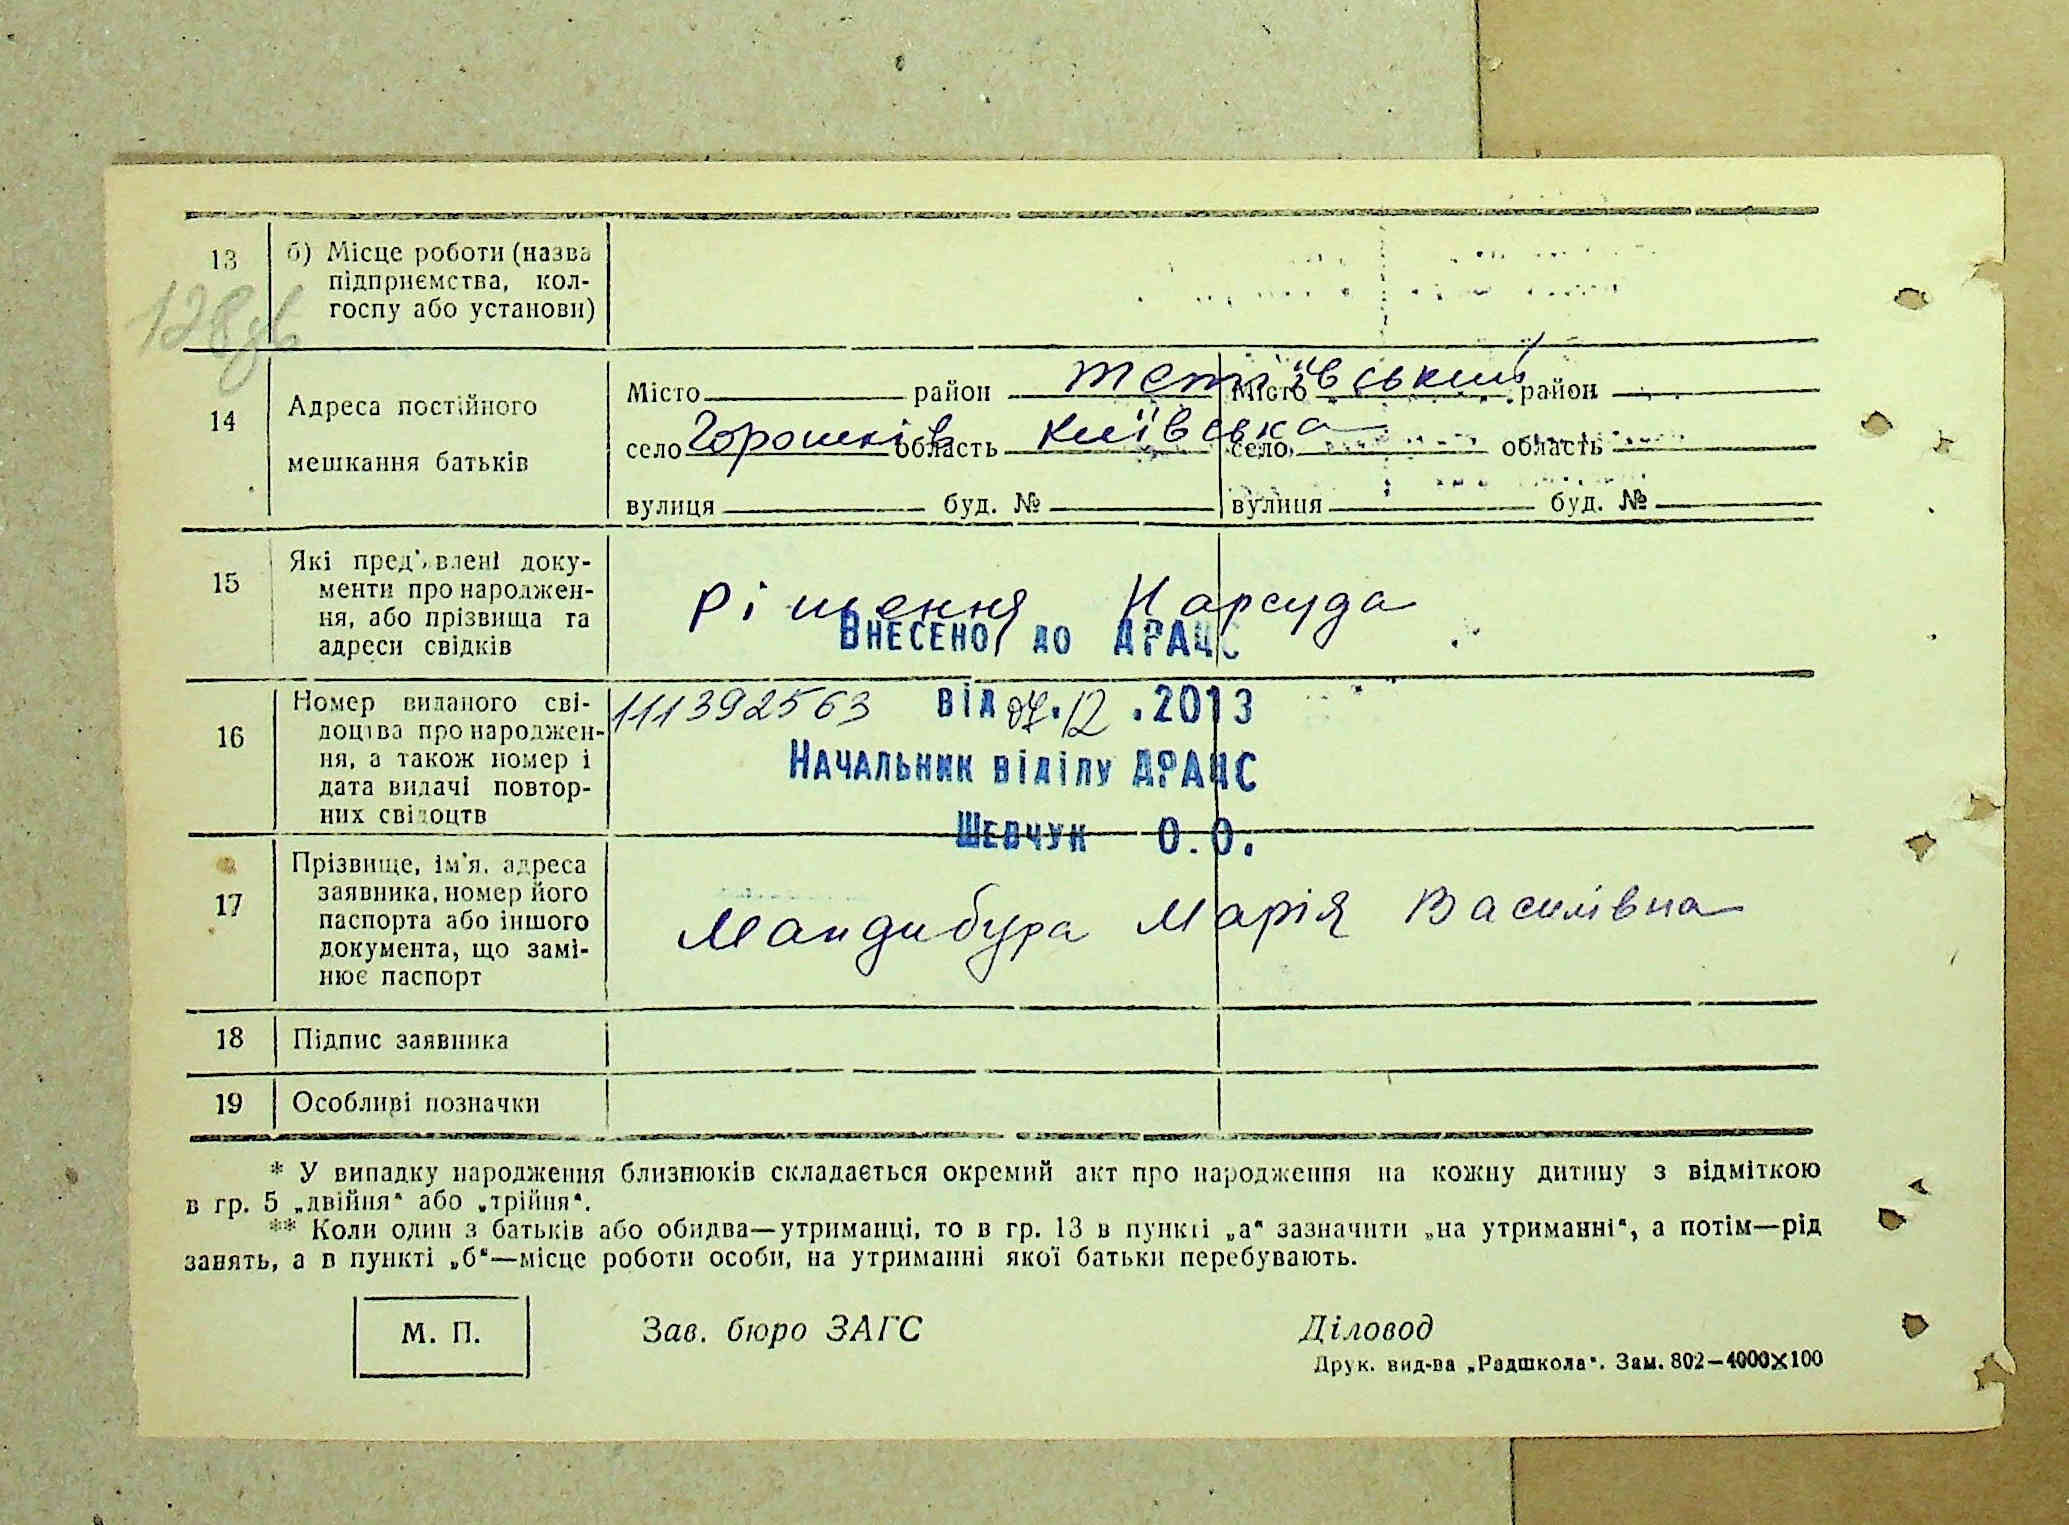 13 б) Місце роботи (назва
підприємства, кол-
госпу або установи)
128
14 Адреса постійного
мешкання батьків
Місто район Тетіївський Місто район
село Горошків область Київська село область
вулиця буд. № вулиця буд. №
15 Які пред'явлені доку-
менти про народжен-
ня, або прізвища та
адреси свідків
Рішення Нарсуда
Внесено до ДРАЦС
16 Номер виданого сві-
доцтва про народжен-
ня, а також номер і
дата видачі повтор-
них свідоцтв
111392563 від 07.12.2013
Начальник відділу ДРАЦС
Шевчук О.О.
17 Прізвище, ім'я, адреса
заявника, номер його
паспорта або іншого
документа, що замі-
нює паспорт
Мандибура Марія Василівна
18 Підпис заявника
19 Особливі позначки
* У випадку народження близнюків складається окремий акт про народження на кожну дитину з відміткою
в гр. 5 „двійня“ або „трійня“.
** Коли один з батьків або обидва—утриманці, то в гр. 13 в пункті „а“ зазначити „на утриманні“, а потім—рід
занять, а в пункті „б“—місце роботи особи, на утриманні якої батьки перебувають.
М. П. Зав. бюро ЗАГС Діловод
Друк. вид-ва „Радшкола“. Зам. 802—4000×100